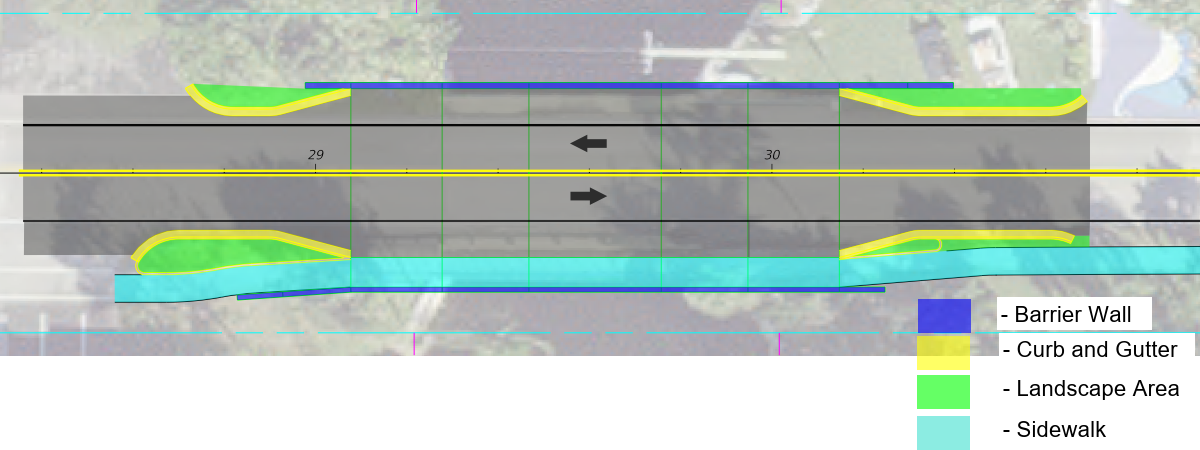 29
30
- Barrier Wall
- Curb and Gutter
- Landscape Area
- Sidewalk